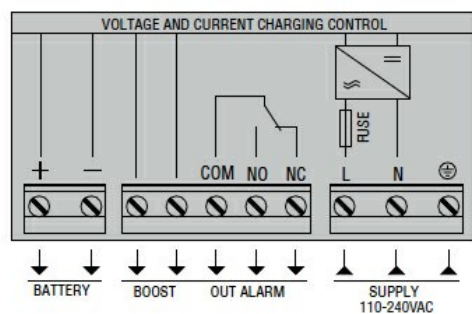 VOLTAGE AND CURRENT CHARGING CONTROL
FUSE
+ − COM NO NC L N
BATTERY BOOST OUT ALARM SUPPLY
110-240VAC